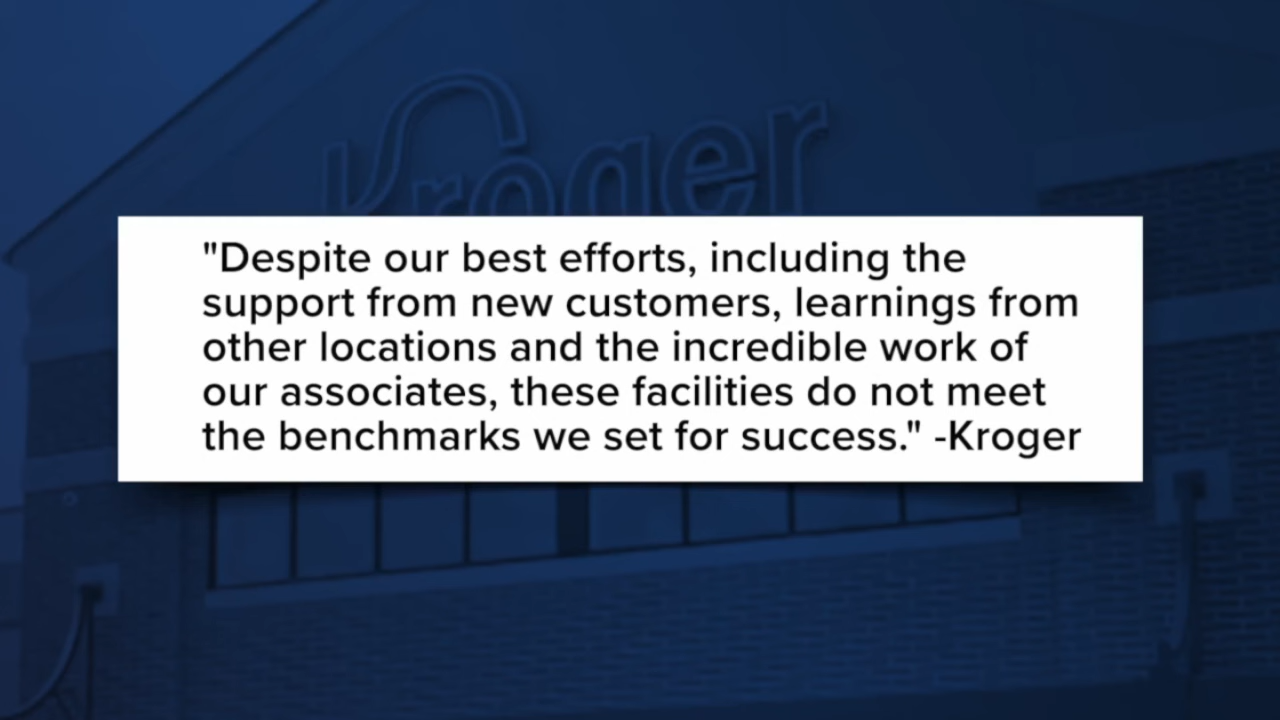 Kroger
"Despite our best efforts, including the
support from new customers, learnings from
other locations and the incredible work of
our associates, these facilities do not meet
the benchmarks we set for success." -Kroger